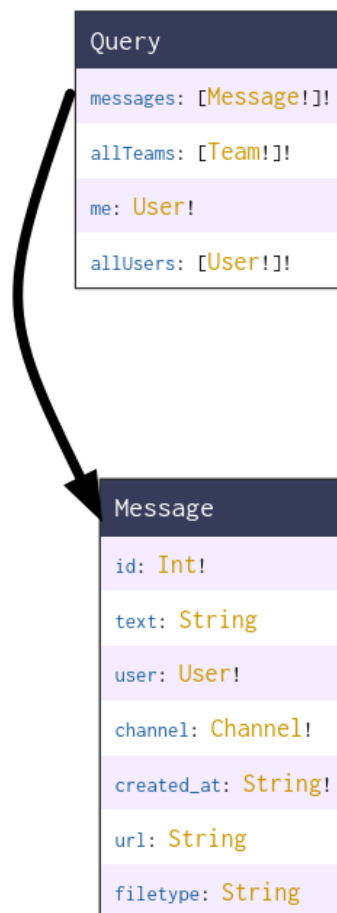 Query
messages: [Message!]!
allTeams: [Team!]!
me: User!
allUsers: [User!]!
Message
id: Int!
text: String
user: User!
channel: Channel!
created_at: String!
url: String
filetype: String